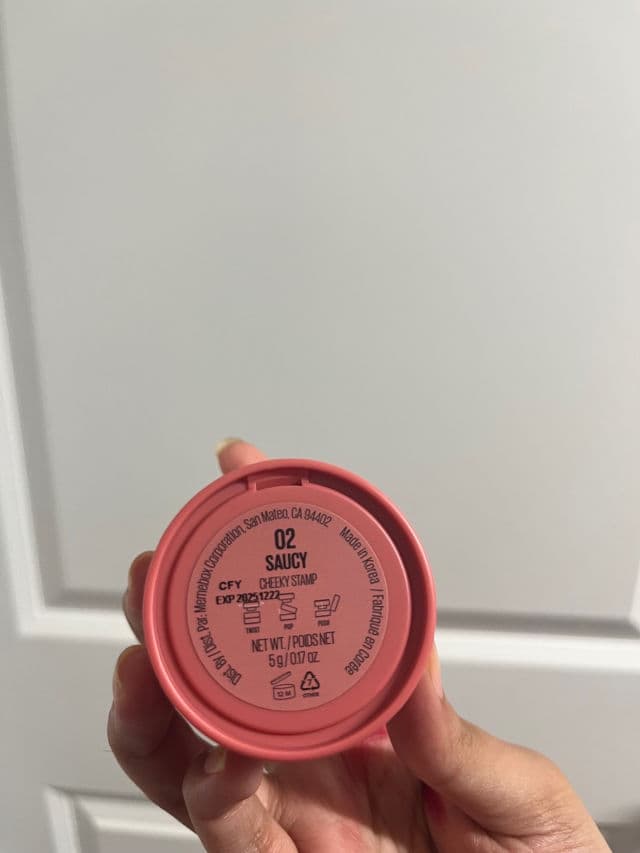 Dist. By / Dist. Par: Memebox Corporation, San Mateo, CA 94402
Made in Korea / Fabriqué en Corée
02
SAUCY
CHEEKY STAMP
CFY
EXP 20251222
TWIST POP PUSH
NET WT. / POIDS NET
5 g / 0.17 oz.
12 M
7
OTHER